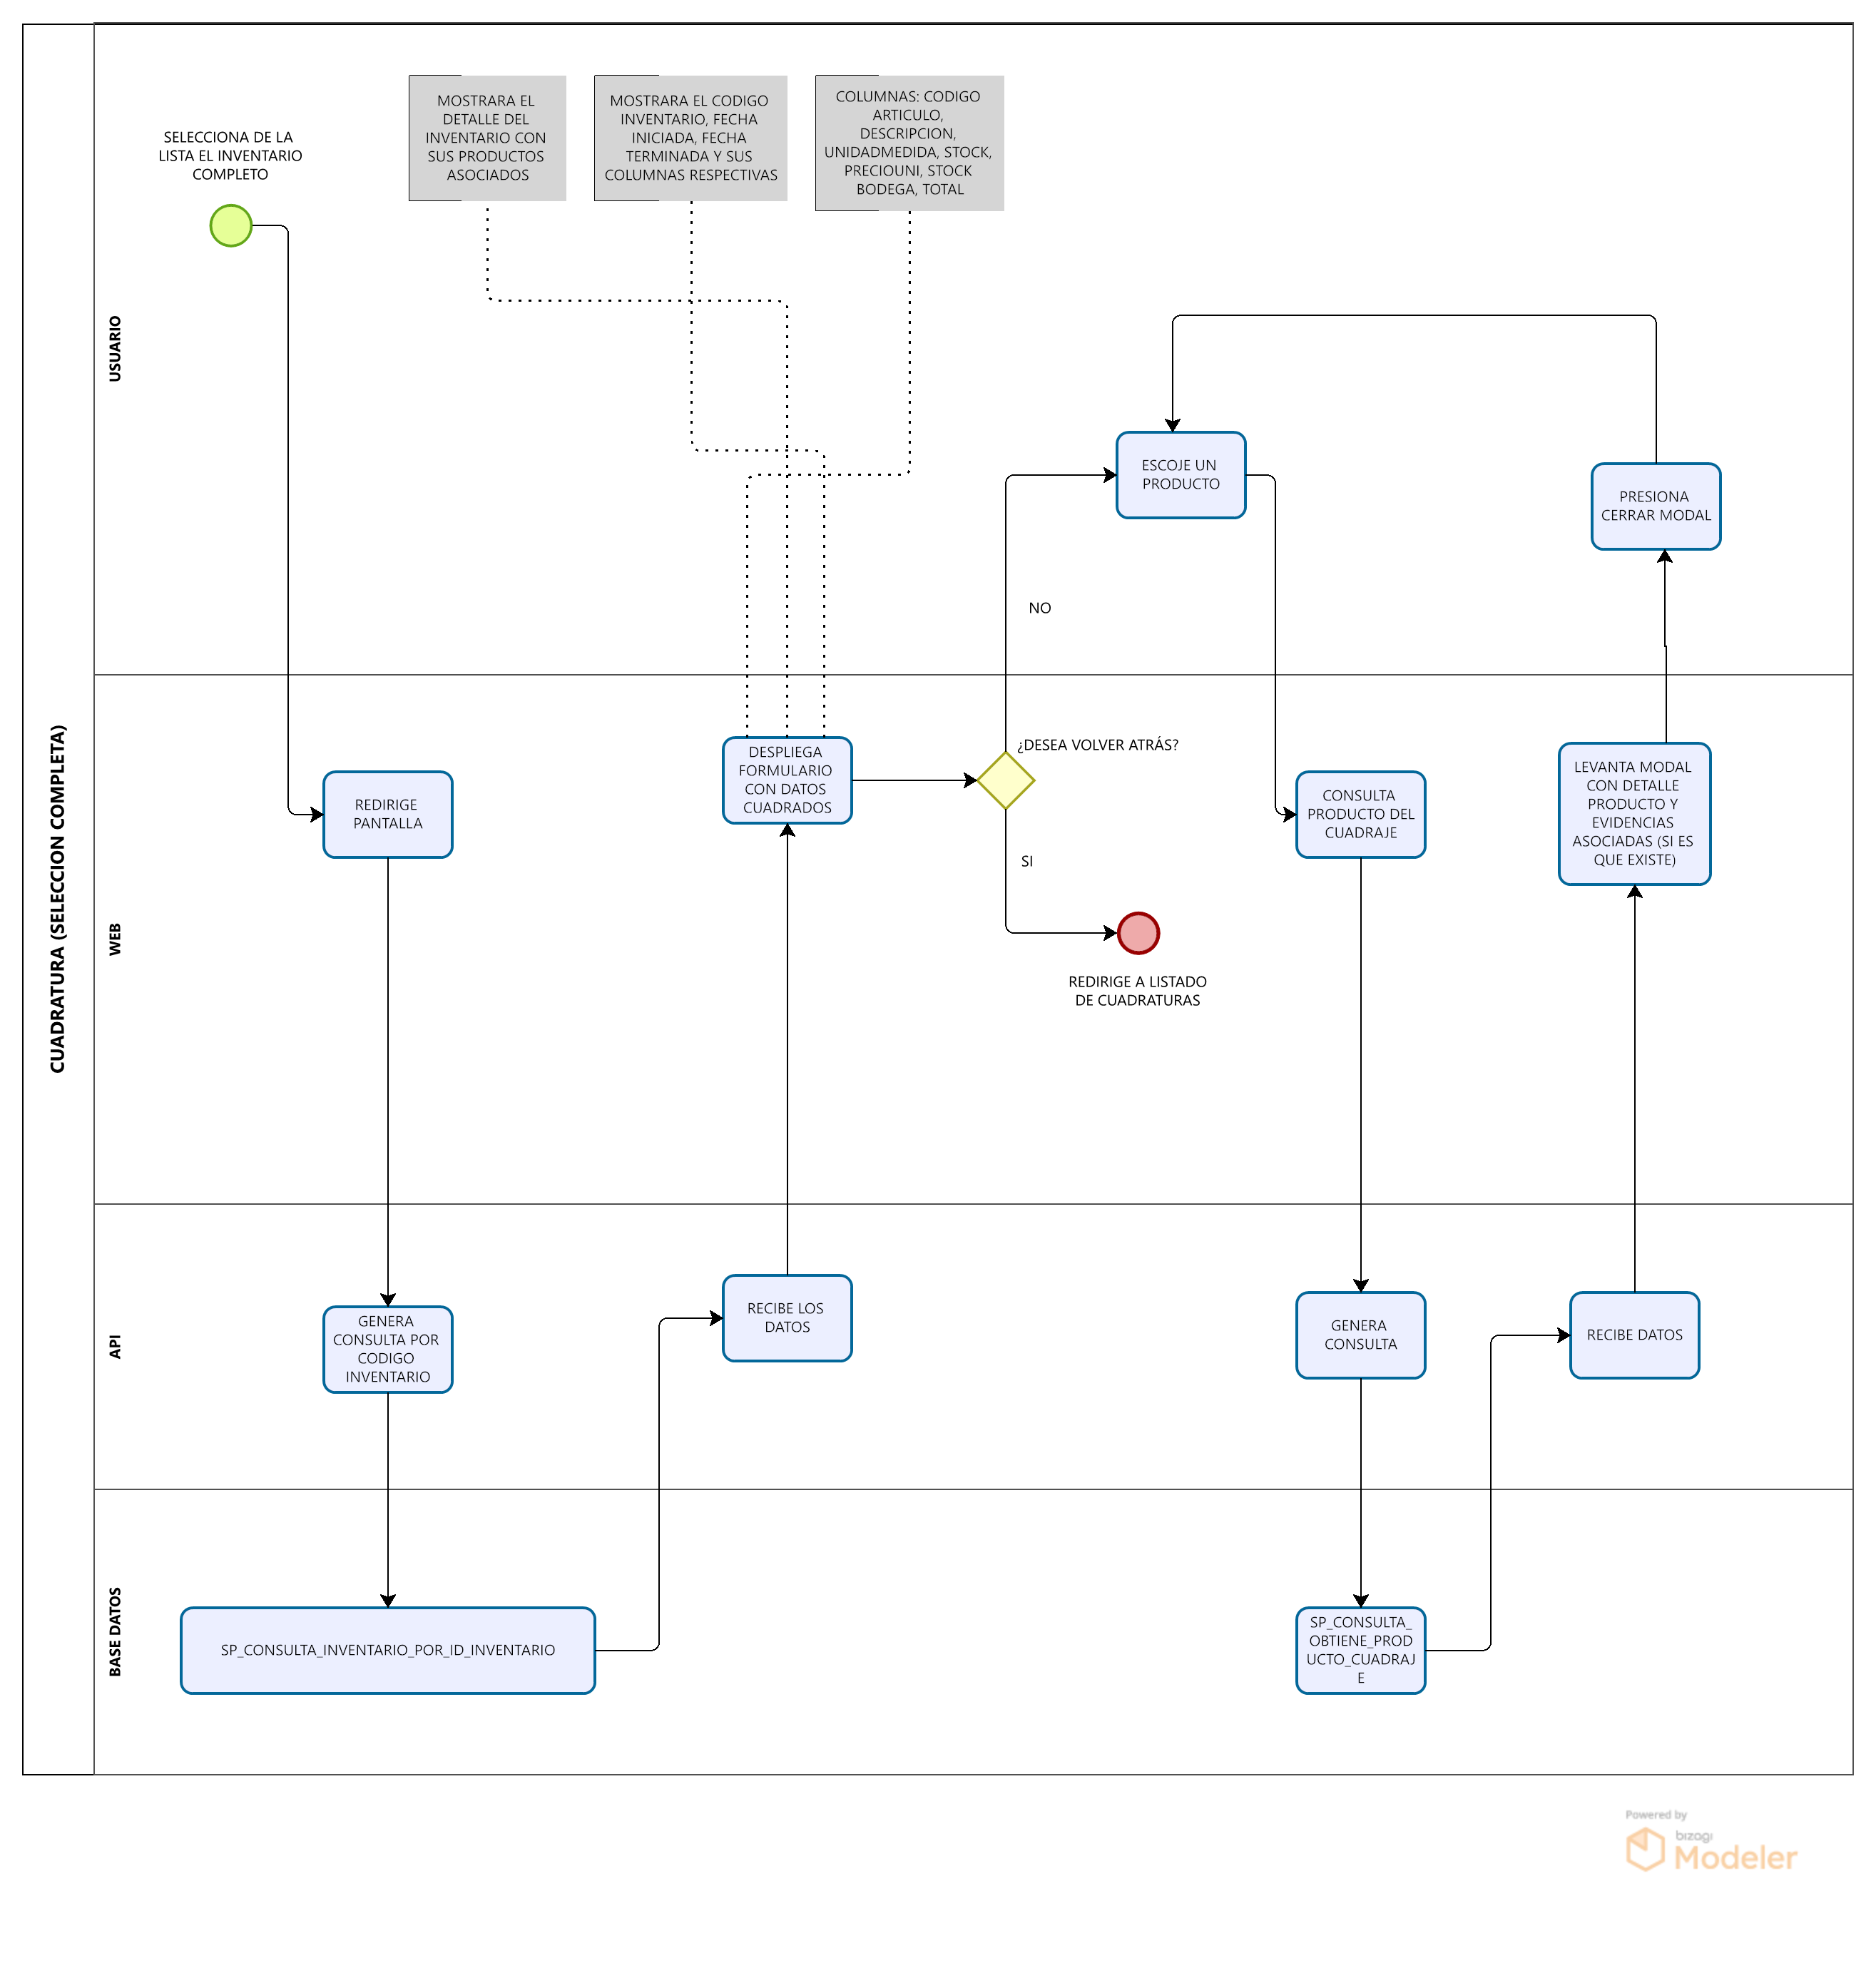 CUADRATURA (SELECCION COMPLETA)
USUARIO
SELECCIONA DE LA
LISTA EL INVENTARIO
COMPLETO
MOSTRARA EL
DETALLE DEL
INVENTARIO CON
SUS PRODUCTOS
ASOCIADOS
MOSTRARA EL CODIGO
INVENTARIO, FECHA
INICIADA, FECHA
TERMINADA Y SUS
COLUMNAS RESPECTIVAS
COLUMNAS: CODIGO
ARTICULO,
DESCRIPCION,
UNIDADMEDIDA, STOCK,
PRECIOUNI, STOCK
BODEGA, TOTAL
ESCOJE UN
PRODUCTO
PRESIONA
CERRAR MODAL
NO
WEB
REDIRIGE
PANTALLA
DESPLIEGA
FORMULARIO
CON DATOS
CUADRADOS
¿DESEA VOLVER ATRÁS?
SI
REDIRIGE A LISTADO
DE CUADRATURAS
CONSULTA
PRODUCTO DEL
CUADRAJE
LEVANTA MODAL
CON DETALLE
PRODUCTO Y
EVIDENCIAS
ASOCIADAS (SI ES
QUE EXISTE)
API
GENERA
CONSULTA POR
CODIGO
INVENTARIO
RECIBE LOS
DATOS
GENERA
CONSULTA
RECIBE DATOS
BASE DATOS
SP_CONSULTA_INVENTARIO_POR_ID_INVENTARIO
SP_CONSULTA_
OBTIENE_PROD
UCTO_CUADRAJ
E
Powered by
bizagi
Modeler